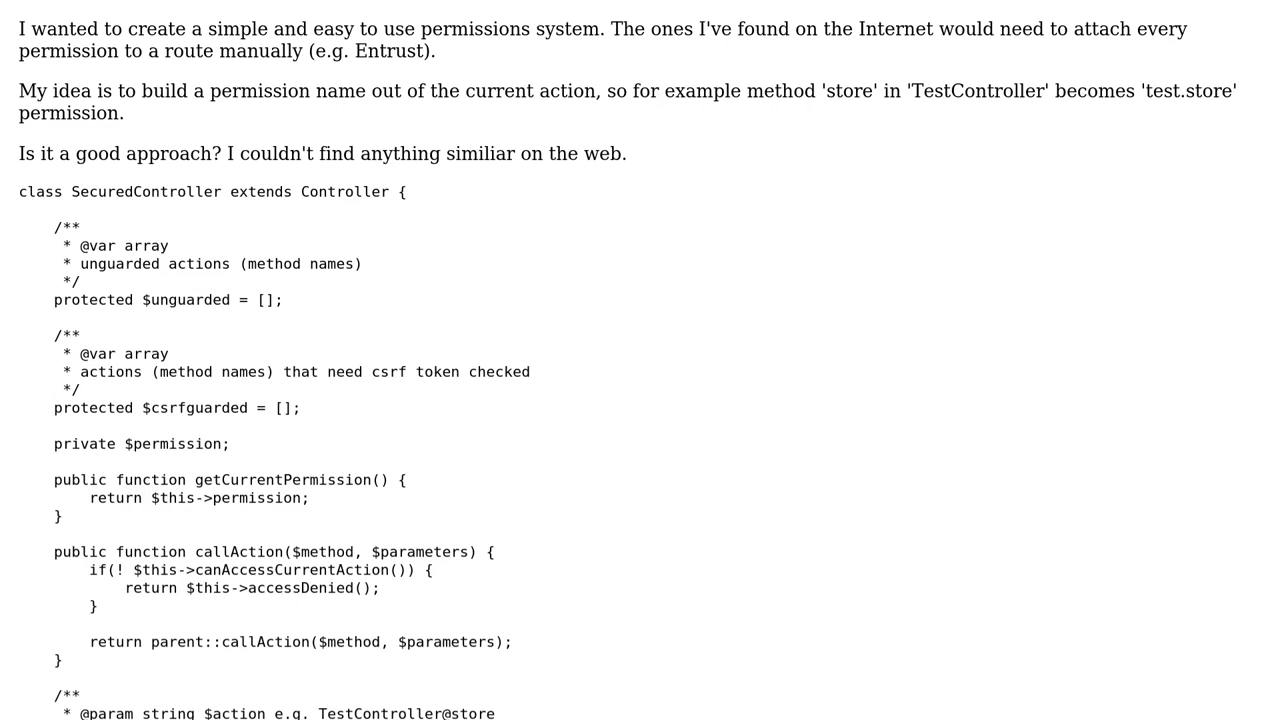 I wanted to create a simple and easy to use permissions system. The ones I've found on the Internet would need to attach every
permission to a route manually (e.g. Entrust).
My idea is to build a permission name out of the current action, so for example method 'store' in 'TestController' becomes 'test.store'
permission.
Is it a good approach? I couldn't find anything similiar on the web.
class SecuredController extends Controller {
    /**
     * @var array
     * unguarded actions (method names)
     */
    protected $unguarded = [];
    /**
     * @var array
     * actions (method names) that need csrf token checked
     */
    protected $csrfguarded = [];
    private $permission;
    public function getCurrentPermission() {
        return $this->permission;
    }
    public function callAction($method, $parameters) {
        if(! $this->canAccessCurrentAction()) {
            return $this->accessDenied();
        }
        return parent::callAction($method, $parameters);
    }
    /**
     * @param string $action e.g. TestController@store